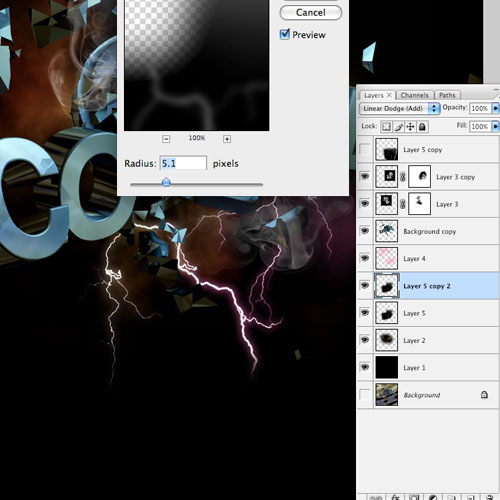 Cancel
Preview
100%
Radius: 5.1 pixels
CO
Layers × Channels Paths
Linear Dodge (Add) Opacity: 100%
Lock: Fill: 100%
Layer 5 copy
Layer 3 copy
Layer 3
Background copy
Layer 4
Layer 5 copy 2
Layer 5
Layer 2
Layer 1
Background